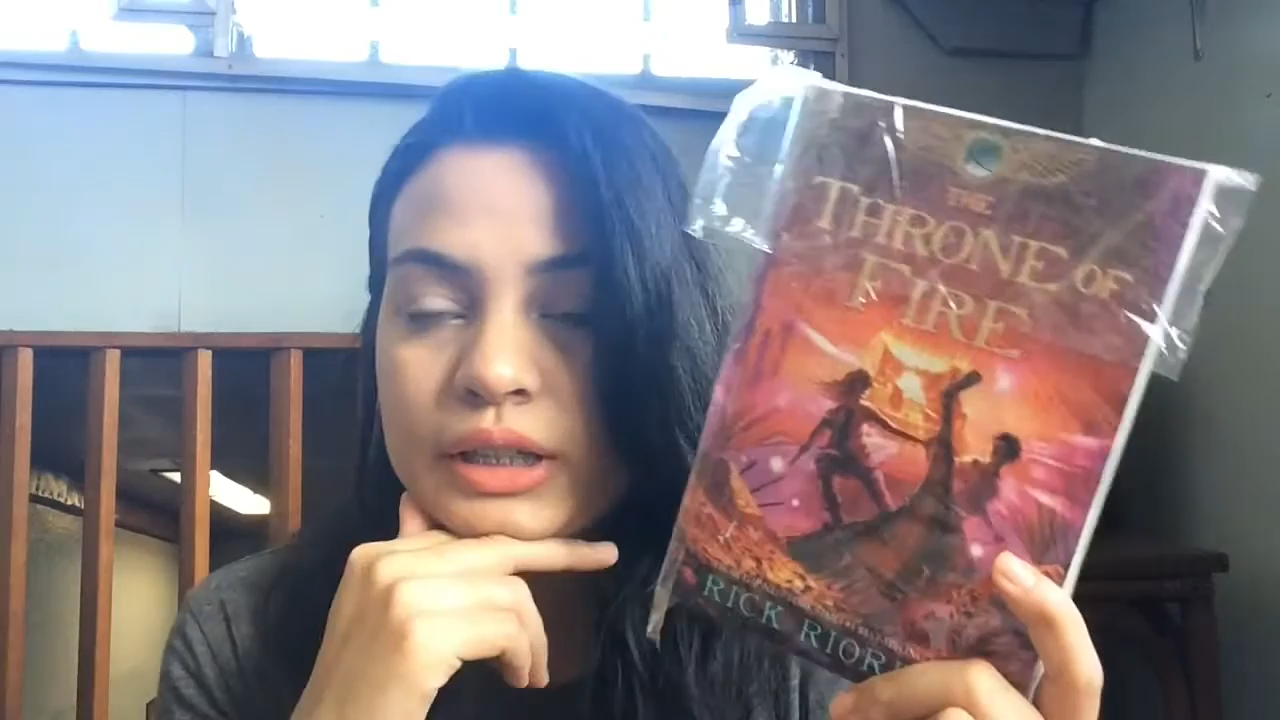 THE
THRONE OF
FIRE
RICK RIOR